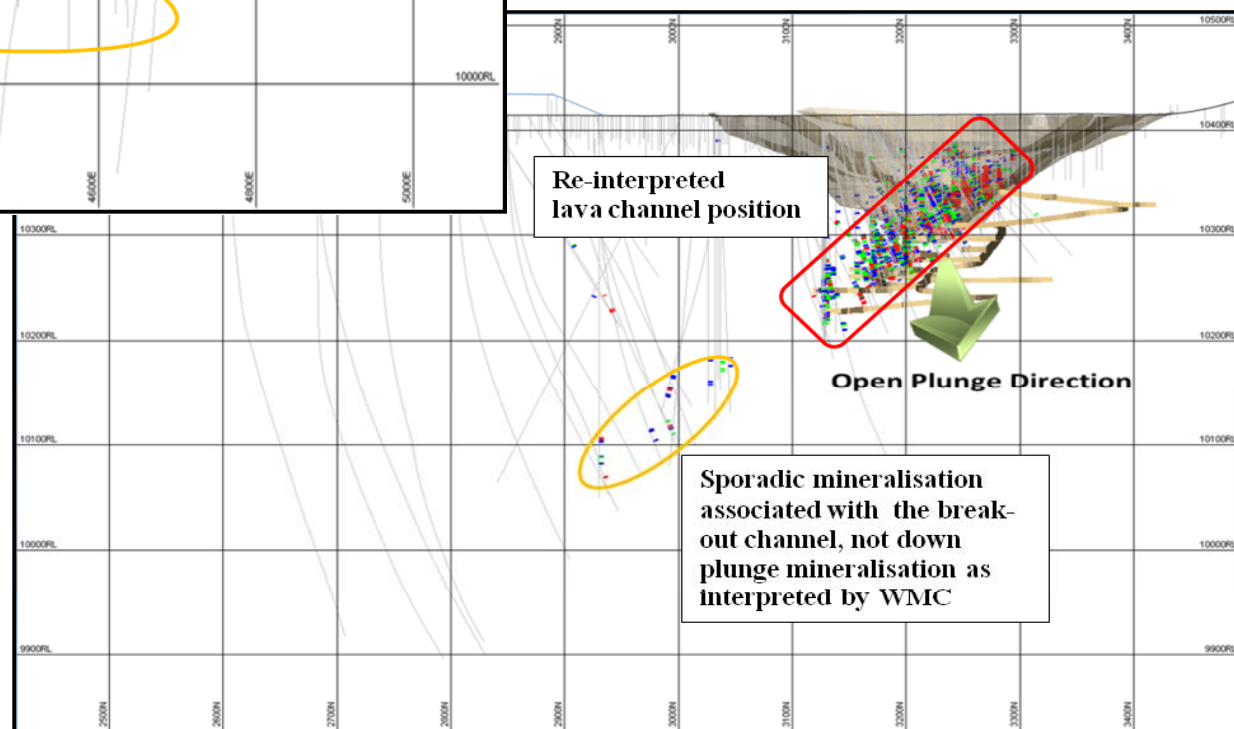 10000RL
4600E
4800E
5000E
2900N
3000N
3100N
3200N
3300N
3400N
10500RL
10400RL
Re-interpreted
lava channel position
10300RL
10300RL
10200RL
10200RL
Open Plunge Direction
10100RL
10100RL
Sporadic mineralisation
associated with the break-
out channel, not down
plunge mineralisation as
interpreted by WMC
10000RL
10000RL
9900RL
9900RL
2500N
2600N
2700N
2800N
2900N
3000N
3100N
3200N
3300N
3400N